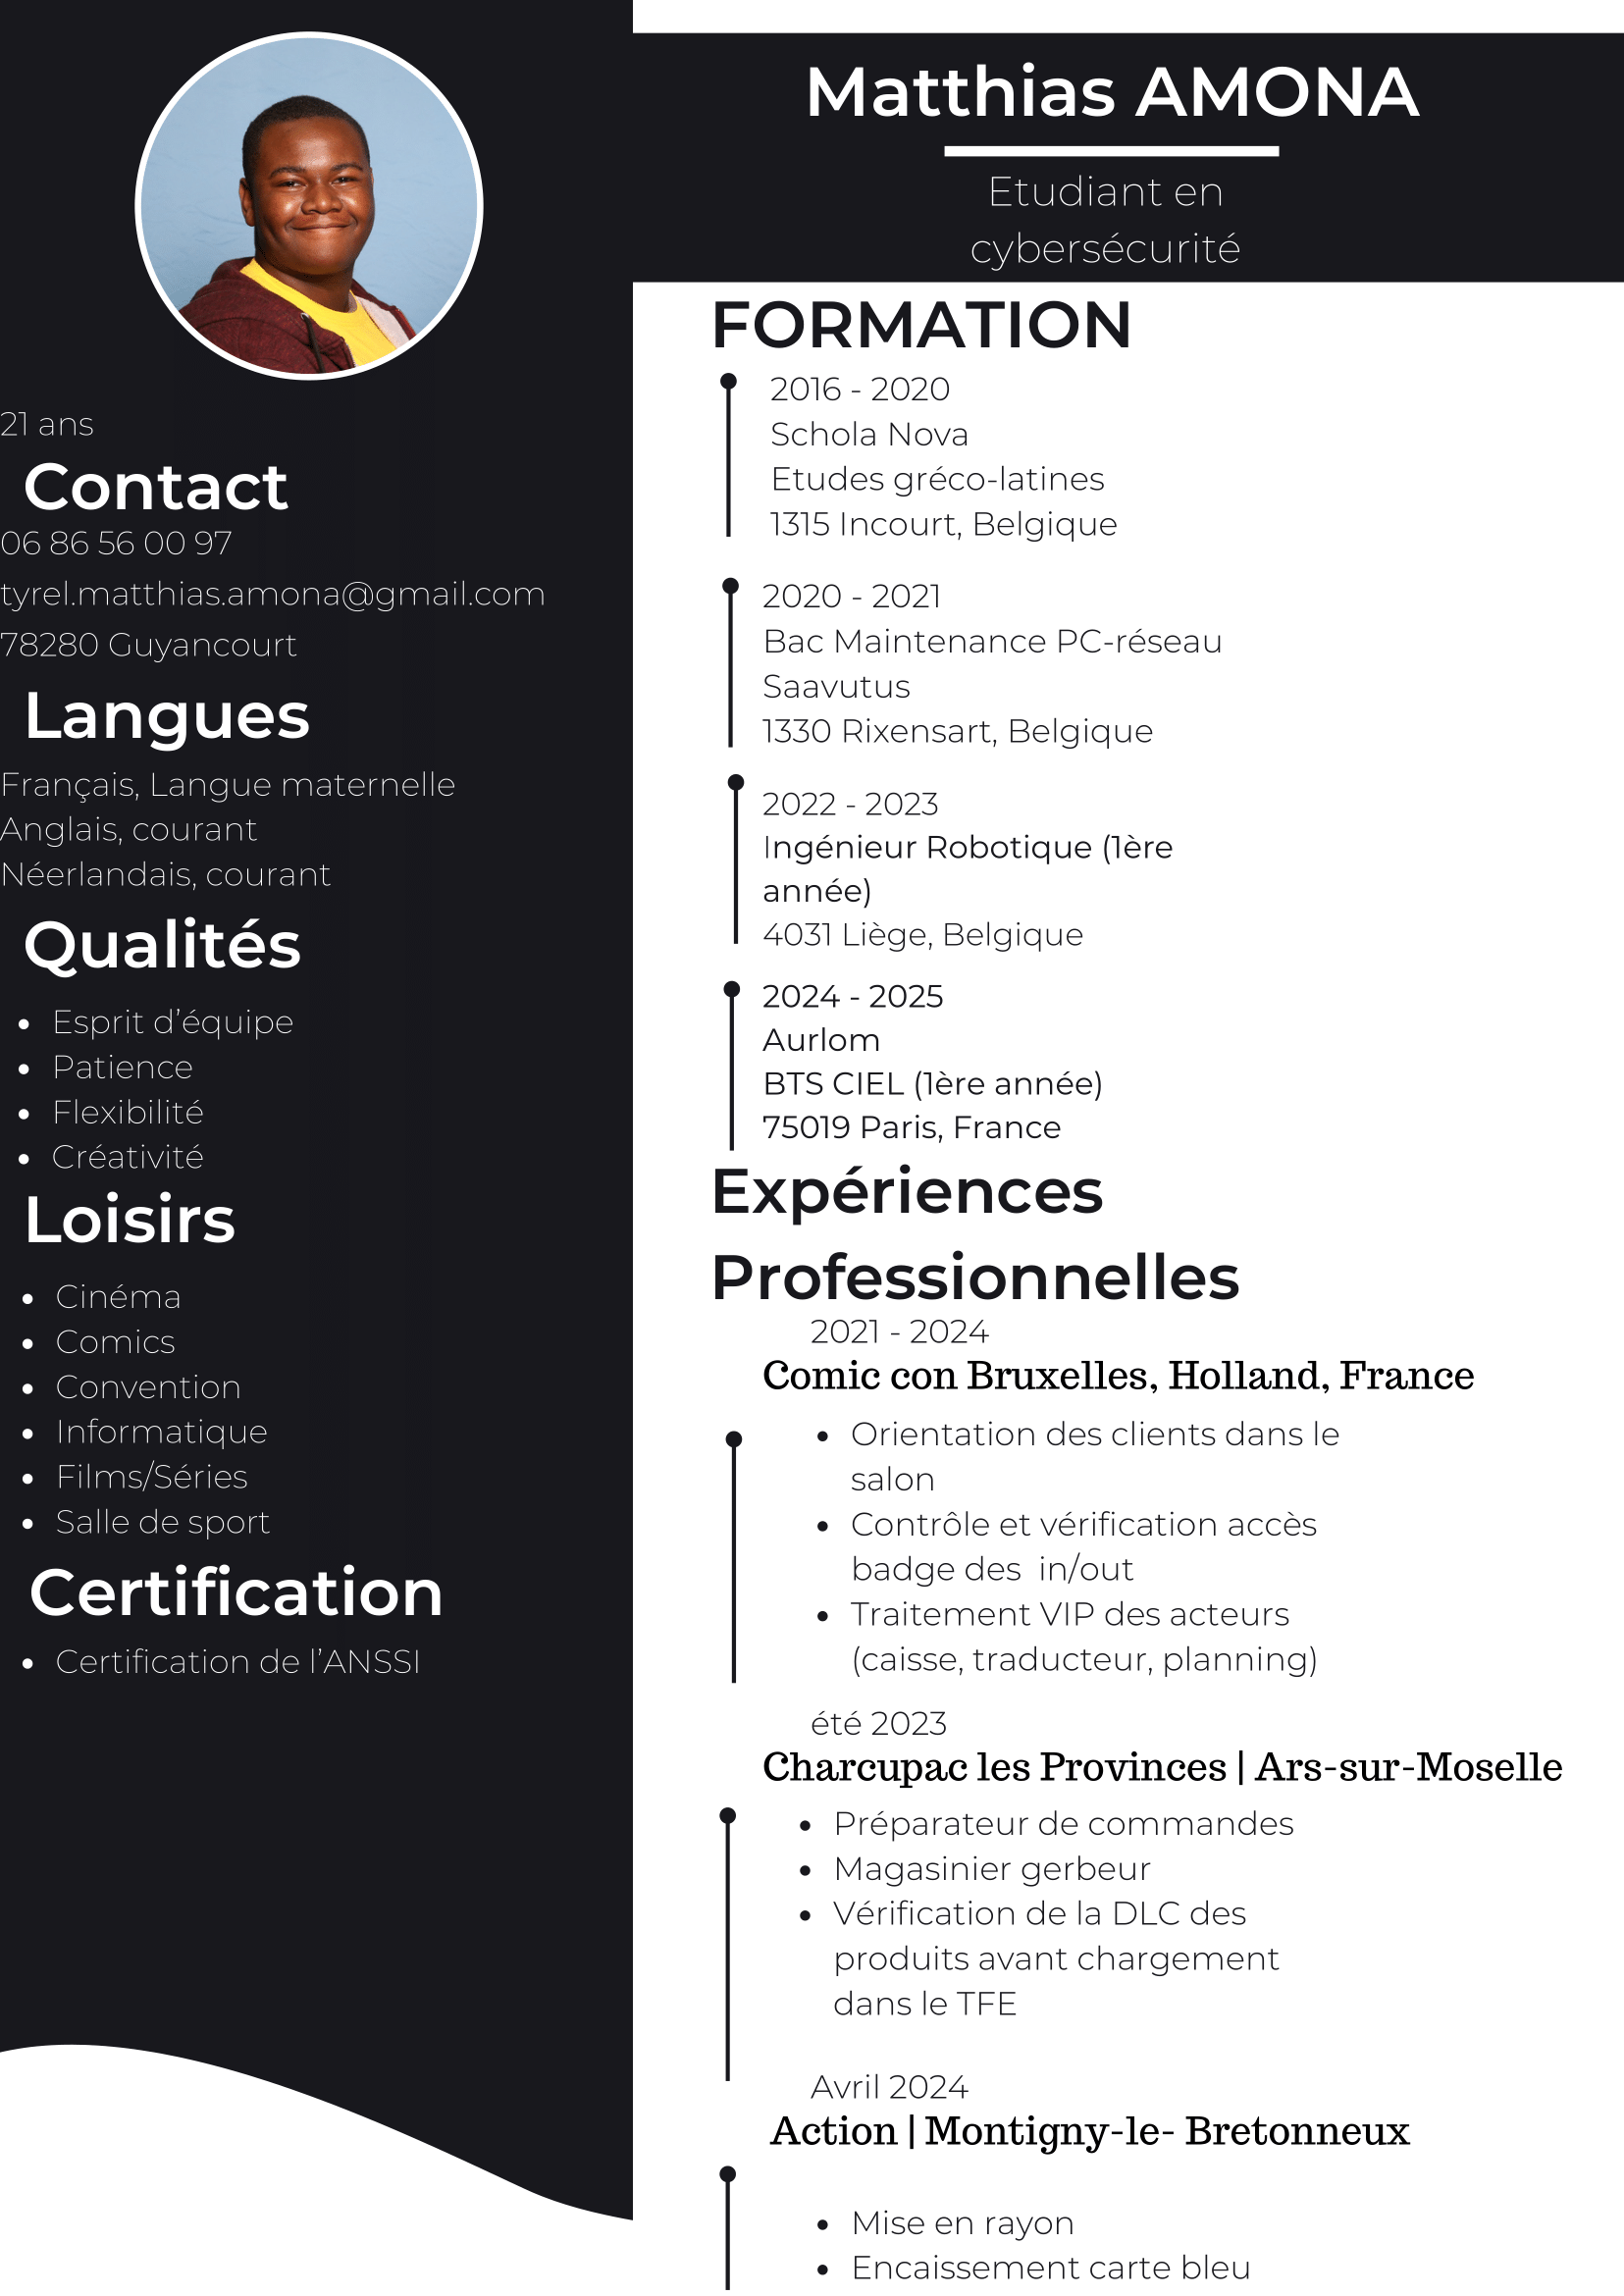 Matthias AMONA
Etudiant en
cybersécurité
21 ans
Contact
06 86 56 00 97
tyrel.matthias.amona@gmail.com
78280 Guyancourt
Langues
Français, Langue maternelle
Anglais, courant
Néerlandais, courant
Qualités
• Esprit d’équipe
• Patience
• Flexibilité
• Créativité
Loisirs
• Cinéma
• Comics
• Convention
• Informatique
• Films/Séries
• Salle de sport
Certification
• Certification de l’ANSSI
FORMATION
2016 - 2020
Schola Nova
Etudes gréco-latines
1315 Incourt, Belgique
2020 - 2021
Bac Maintenance PC-réseau
Saavutus
1330 Rixensart, Belgique
2022 - 2023
Ingénieur Robotique (1ère
année)
4031 Liège, Belgique
2024 - 2025
Aurlom
BTS CIEL (1ère année)
75019 Paris, France
Expériences
Professionnelles
2021 - 2024
Comic con Bruxelles, Holland, France
• Orientation des clients dans le
salon
• Contrôle et vérification accès
badge des  in/out
• Traitement VIP des acteurs
(caisse, traducteur, planning)
été 2023
Charcupac les Provinces | Ars-sur-Moselle
• Préparateur de commandes
• Magasinier gerbeur
• Vérification de la DLC des
produits avant chargement
dans le TFE
Avril 2024
Action | Montigny-le- Bretonneux
• Mise en rayon
• Encaissement carte bleu